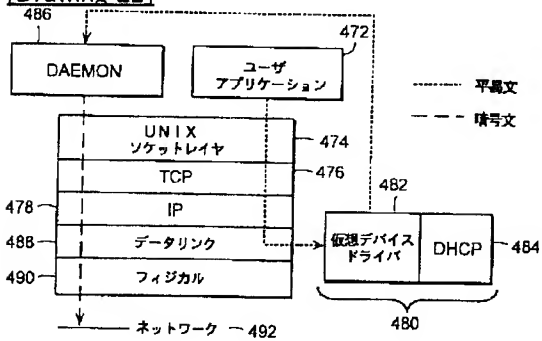 [Drawing 22]
486
472
DAEMON
ユーザ
アプリケーション
平易文
暗号文
UNIX
ソケットレイヤ
474
TCP
476
478
IP
482
488
データリンク
仮想デバイス
ドライバ
DHCP
484
490
フィジカル
480
ネットワーク
492